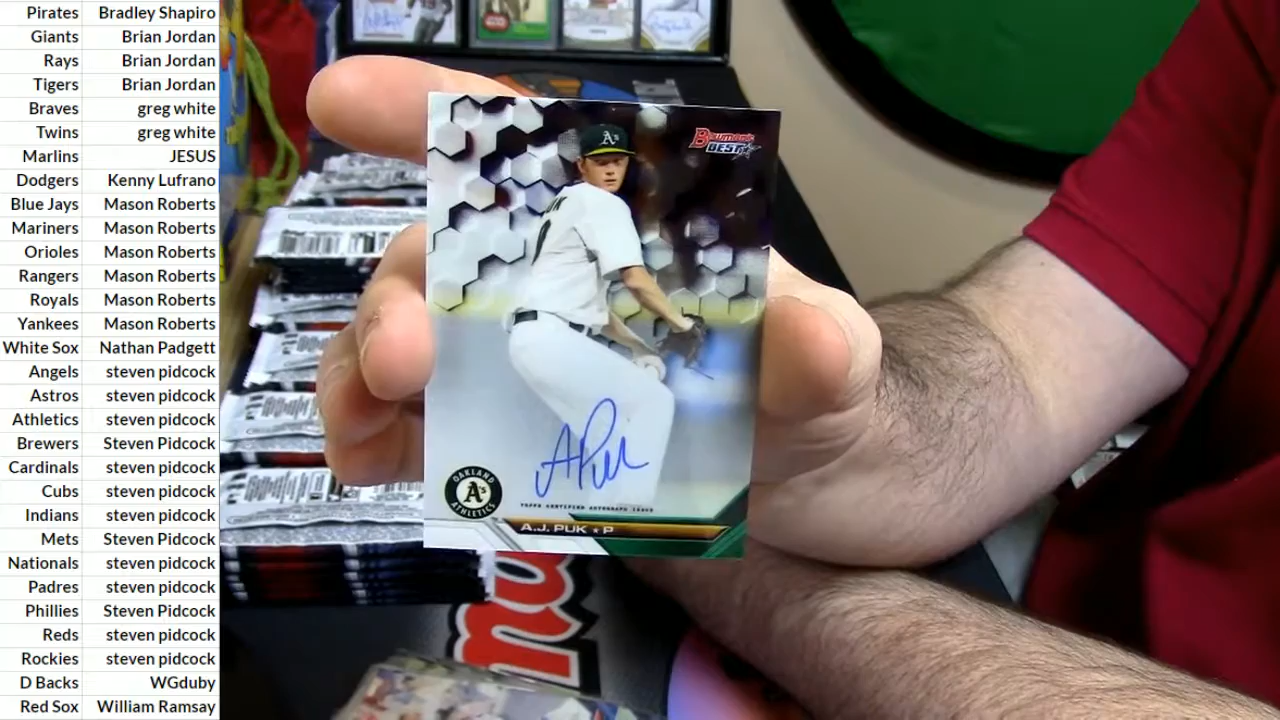 Pirates Bradley Shapiro
Giants Brian Jordan
Rays Brian Jordan
Tigers Brian Jordan
Braves greg white
Twins greg white
Marlins JESUS
Dodgers Kenny Lufrano
Blue Jays Mason Roberts
Mariners Mason Roberts
Orioles Mason Roberts
Rangers Mason Roberts
Royals Mason Roberts
Yankees Mason Roberts
White Sox Nathan Padgett
Angels steven pidcock
Astros steven pidcock
Athletics steven pidcock
Brewers Steven Pidcock
Cardinals steven pidcock
Cubs steven pidcock
Indians steven pidcock
Mets Steven Pidcock
Nationals steven pidcock
Padres steven pidcock
Phillies Steven Pidcock
Reds steven pidcock
Rockies steven pidcock
D Backs WGduby
Red Sox William Ramsay
Bowman's
BEST
A's
A Puk
OAKLAND
A's
ATHLETICS
TOPPS CERTIFIED AUTOGRAPH ISSUE
A.J. PUK ★ P